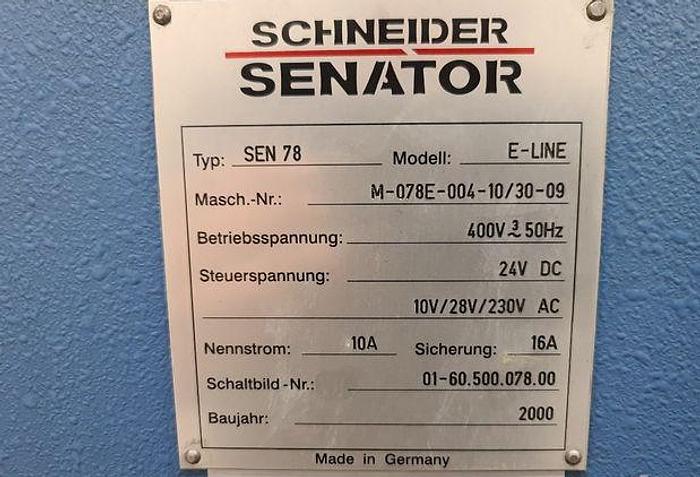 SCHNEIDER
SENATOR
Typ: SEN 78 Modell: E-LINE
Masch.-Nr.: M-078E-004-10/30-09
Betriebsspannung: 400V 3~ 50Hz
Steuerspannung: 24V DC
10V/28V/230V AC
Nennstrom: 10A Sicherung: 16A
Schaltbild-Nr.: 01-60.500.078.00
Baujahr: 2000
Made in Germany